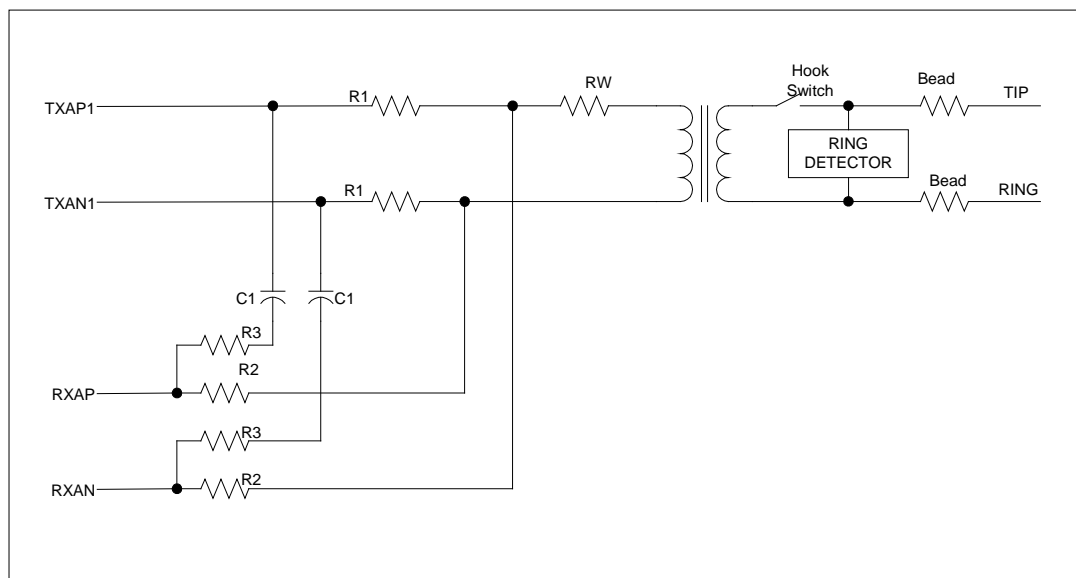 Hook
Switch
Bead
RW
TIP
TXAP1
R1
RING
DETECTOR
Bead
RING
TXAN1
R1
C1
C1
R3
RXAP
R2
R3
RXAN
R2